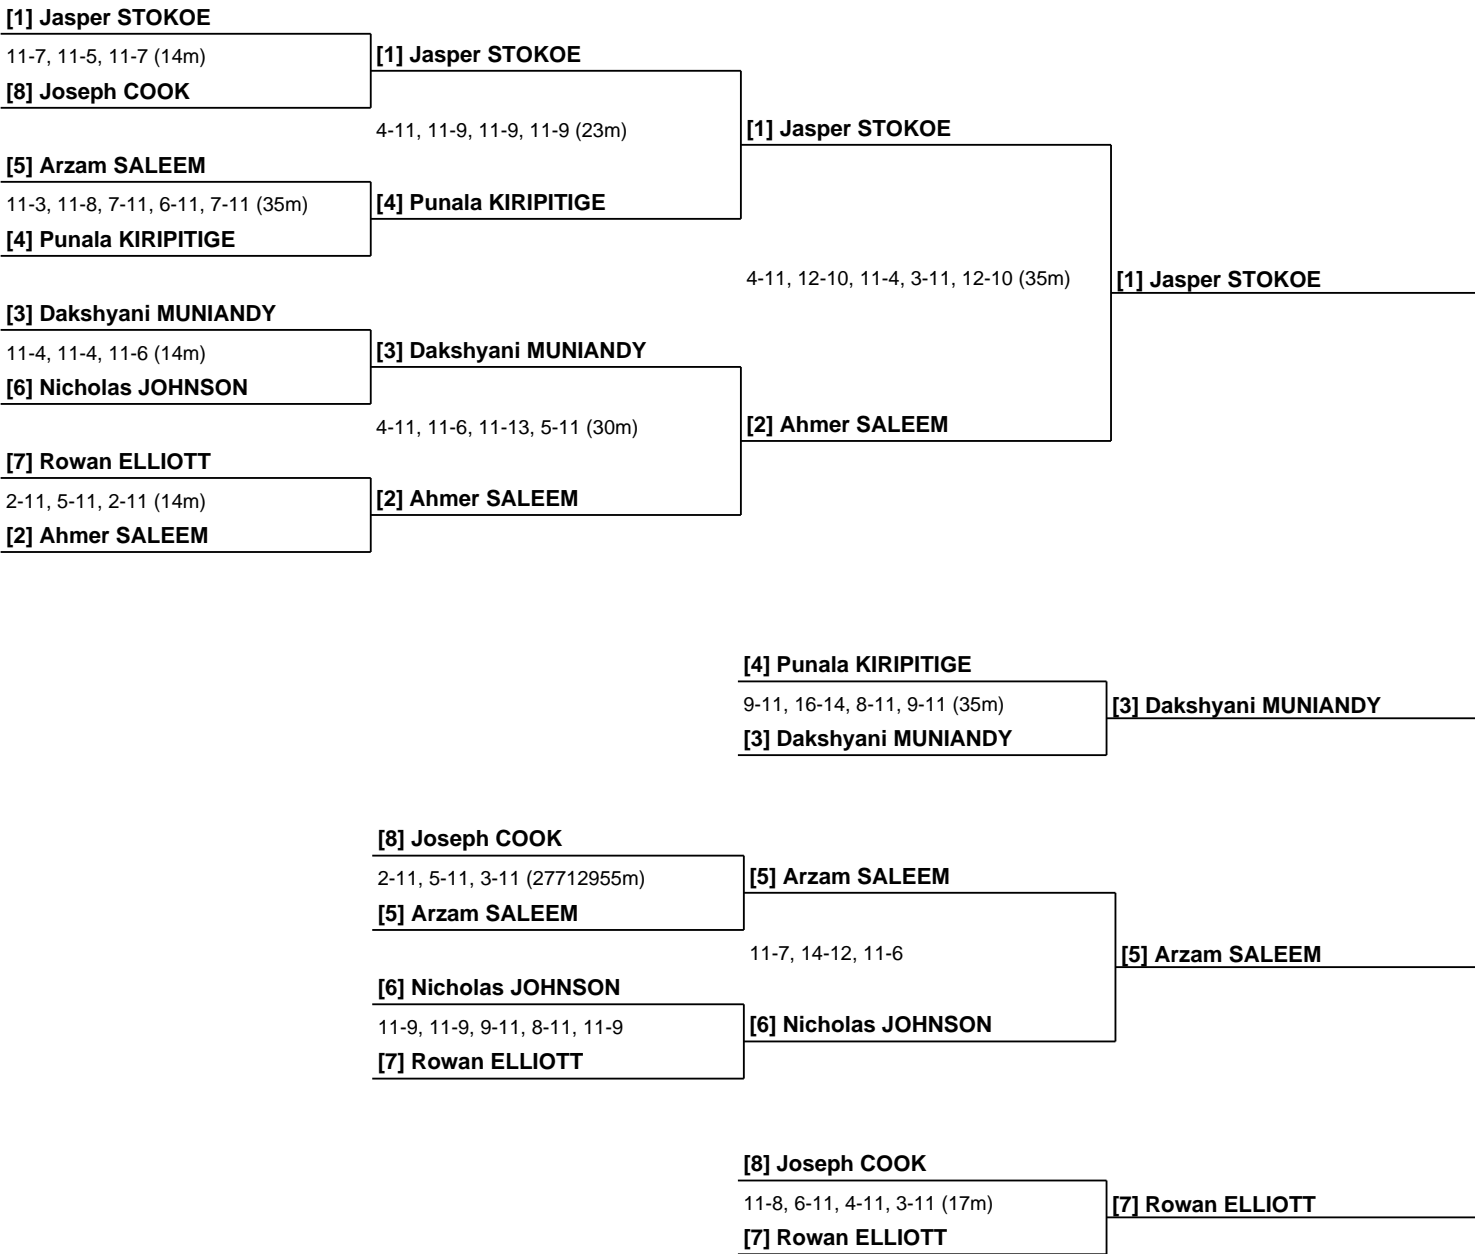 [1] Jasper STOKOE
11-7, 11-5, 11-7 (14m)
[1] Jasper STOKOE
[8] Joseph COOK
4-11, 11-9, 11-9, 11-9 (23m)
[1] Jasper STOKOE
[5] Arzam SALEEM
11-3, 11-8, 7-11, 6-11, 7-11 (35m)
[4] Punala KIRIPITIGE
[4] Punala KIRIPITIGE
4-11, 12-10, 11-4, 3-11, 12-10 (35m)
[1] Jasper STOKOE
[3] Dakshyani MUNIANDY
11-4, 11-4, 11-6 (14m)
[3] Dakshyani MUNIANDY
[6] Nicholas JOHNSON
4-11, 11-6, 11-13, 5-11 (30m)
[2] Ahmer SALEEM
[7] Rowan ELLIOTT
2-11, 5-11, 2-11 (14m)
[2] Ahmer SALEEM
[2] Ahmer SALEEM
[4] Punala KIRIPITIGE
9-11, 16-14, 8-11, 9-11 (35m)
[3] Dakshyani MUNIANDY
[3] Dakshyani MUNIANDY
[8] Joseph COOK
2-11, 5-11, 3-11 (27712955m)
[5] Arzam SALEEM
[5] Arzam SALEEM
11-7, 14-12, 11-6
[5] Arzam SALEEM
[6] Nicholas JOHNSON
11-9, 11-9, 9-11, 8-11, 11-9
[6] Nicholas JOHNSON
[7] Rowan ELLIOTT
[8] Joseph COOK
11-8, 6-11, 4-11, 3-11 (17m)
[7] Rowan ELLIOTT
[7] Rowan ELLIOTT